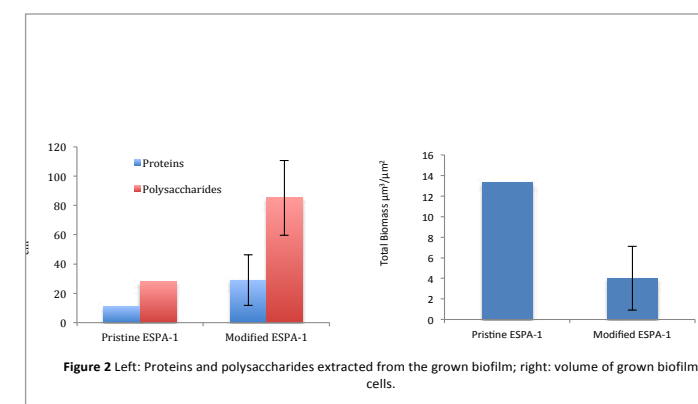 120
100
80
60
40
20
0
Proteins
Polysaccharides
Pristine ESPA-1
Modified ESPA-1
Total Biomass µm³/µm²
16
14
12
10
8
6
4
2
0
Pristine ESPA-1
Modified ESPA-1
Figure 2 Left: Proteins and polysaccharides extracted from the grown biofilm; right: volume of grown biofilm
cells.